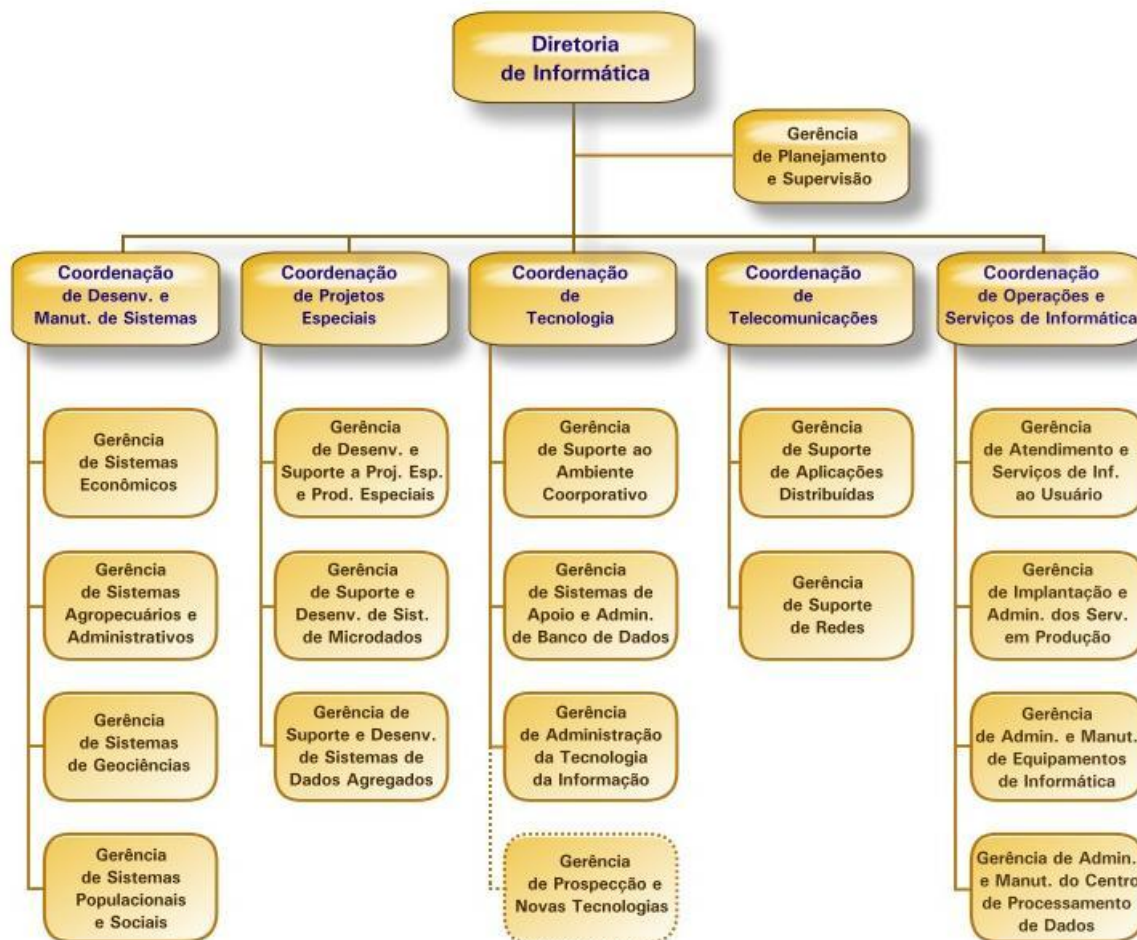 Diretoria
de Informática
Gerência
de Planejamento
e Supervisão
Coordenação
de Desenv. e
Manut. de Sistemas
Coordenação
de Projetos
Especiais
Coordenação
de
Tecnologia
Coordenação
de
Telecomunicações
Coordenação
de Operações e
Serviços de Informática
Gerência
de Sistemas
Econômicos
Gerência
de Sistemas
Agropecuários e
Administrativos
Gerência
de Sistemas
de Geociências
Gerência
de Sistemas
Populacionais
e Sociais
Gerência
de Desenv. e
Suporte a Proj. Esp.
e Prod. Especiais
Gerência
de Suporte e
Desenv. de Sist.
de Microdados
Gerência de
Suporte e Desenv.
de Sistemas de
Dados Agregados
Gerência
de Suporte ao
Ambiente
Coorporativo
Gerência
de Sistemas de
Apoio e Admin.
de Banco de Dados
Gerência
de Administração
da Tecnologia
da Informação
Gerência
de Prospecção e
Novas Tecnologias
Gerência
de Suporte
de Aplicações
Distribuídas
Gerência
de Suporte
de Redes
Gerência
de Atendimento e
Serviços de Inf.
ao Usuário
Gerência
de Implantação e
Admin. dos Serv.
em Produção
Gerência
de Admin. e Manut.
de Equipamentos
de Informática
Gerência de Admin.
e Manut. do Centro
de Processamento
de Dados